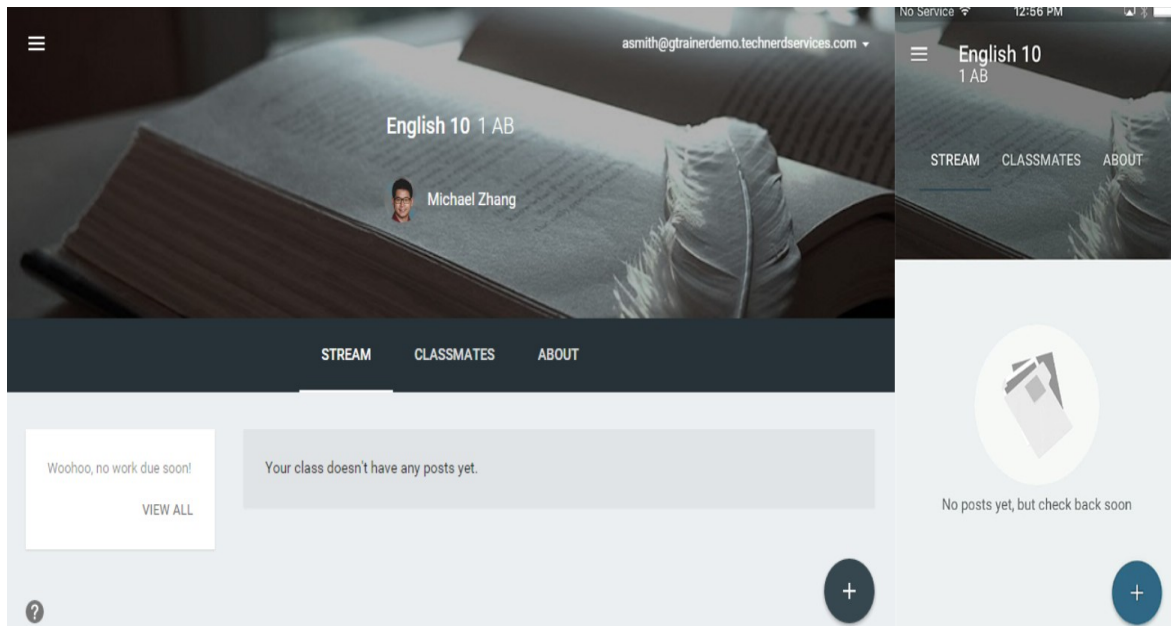 asmith@gtrainerdemo.technerdservices.com
English 10 1 AB
Michael Zhang
STREAM CLASSMATES ABOUT
Woohoo, no work due soon!
VIEW ALL
Your class doesn't have any posts yet.
+
?
No Service 12:56 PM
English 10
1 AB
STREAM CLASSMATES ABOUT
No posts yet, but check back soon
+